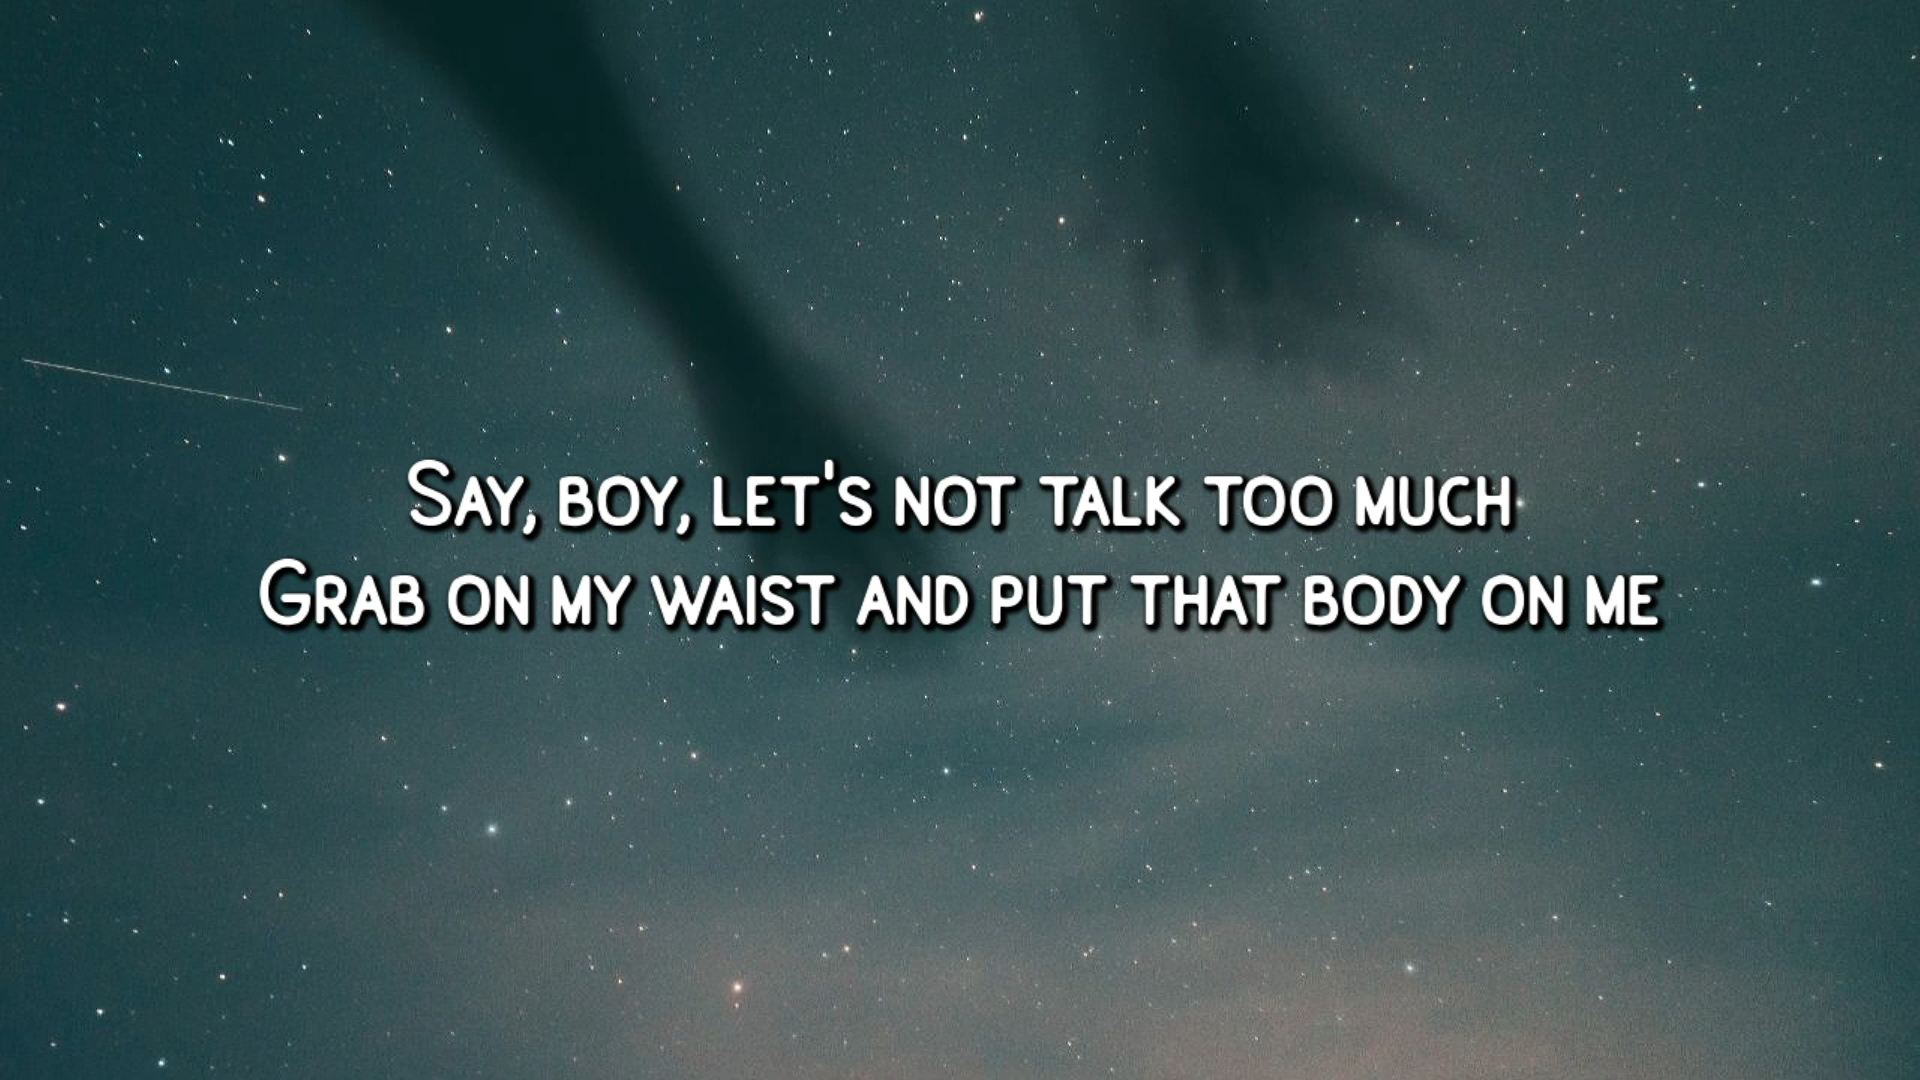 Say, boy, let's not talk too much
Grab on my waist and put that body on me